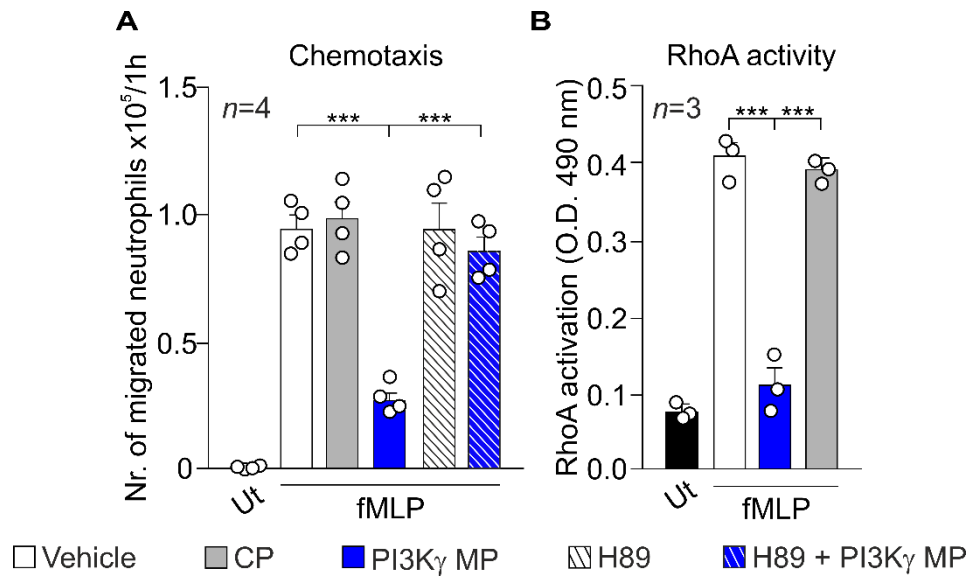 A
Chemotaxis
Nr. of migrated neutrophils x10⁵/1h
1.5
1.0
0.5
0
n=4
*** ***
Ut
fMLP
B
RhoA activity
RhoA activation (O.D. 490 nm)
0.5
0.4
0.3
0.2
0.1
0.0
n=3
*** ***
Ut
fMLP
Vehicle CP PI3Kγ MP H89 H89 + PI3Kγ MP